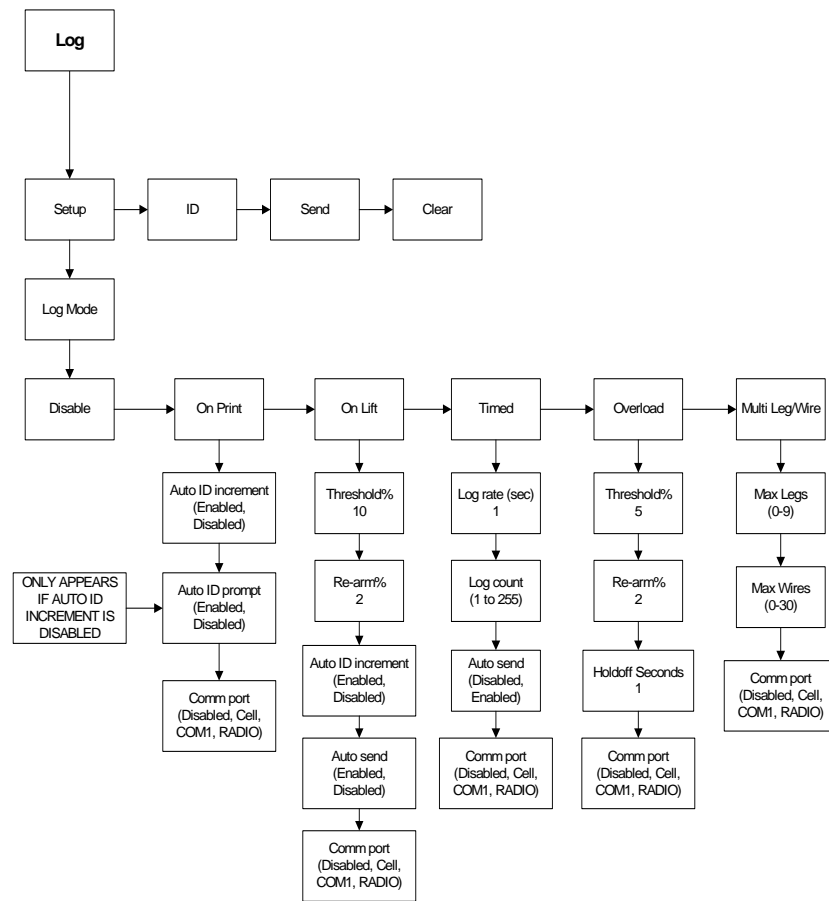 Log
Setup
ID
Send
Clear
Log Mode
Disable
On Print
On Lift
Timed
Overload
Multi Leg/Wire
Auto ID increment
(Enabled,
Disabled)
ONLY APPEARS
IF AUTO ID
INCREMENT IS
DISABLED
Auto ID prompt
(Enabled,
Disabled)
Comm port
(Disabled, Cell,
COM1, RADIO)
Threshold%
10
Re-arm%
2
Auto ID increment
(Enabled,
Disabled)
Auto send
(Enabled,
Disabled)
Comm port
(Disabled, Cell,
COM1, RADIO)
Log rate (sec)
1
Log count
(1 to 255)
Auto send
(Disabled,
Enabled)
Comm port
(Disabled, Cell,
COM1, RADIO)
Threshold%
5
Re-arm%
2
Holdoff Seconds
1
Comm port
(Disabled, Cell,
COM1, RADIO)
Max Legs
(0-9)
Max Wires
(0-30)
Comm port
(Disabled, Cell,
COM1, RADIO)